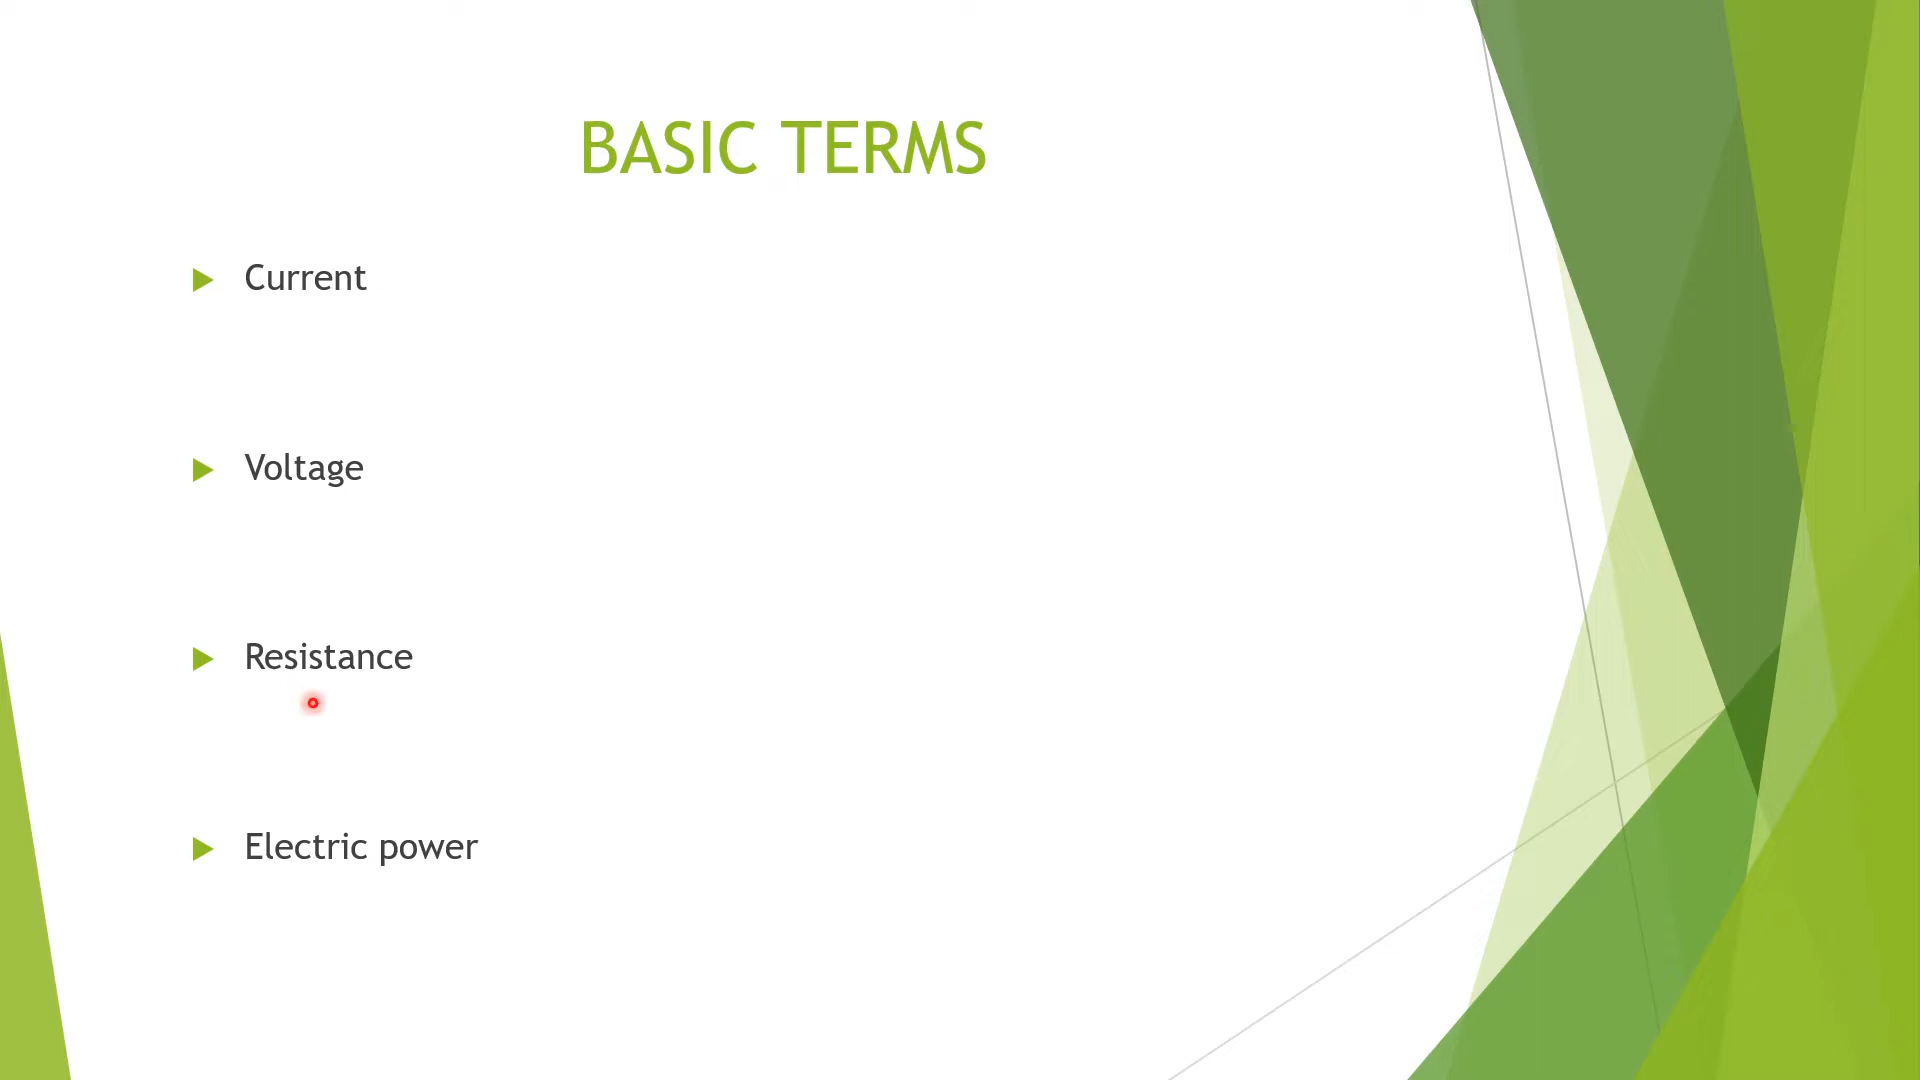 BASIC TERMS
Current
Voltage
Resistance
Electric power